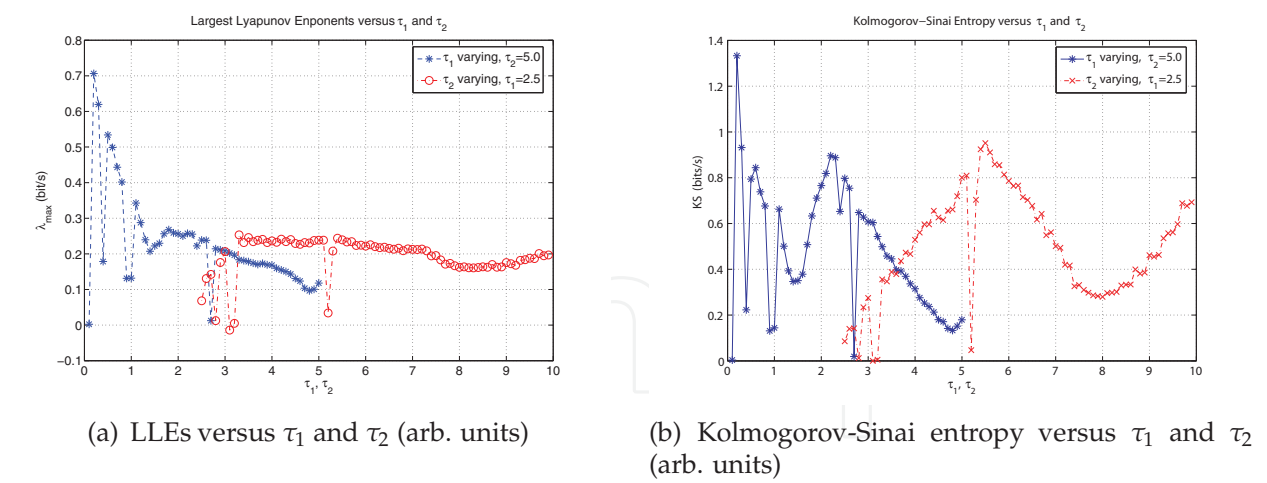 Largest Lyapunov Enponents versus τ1 and τ2
0.8
0.7
0.6
0.5
0.4
0.3
0.2
0.1
0
−0.1
λmax (bit/s)
τ1 varying, τ2=5.0
τ2 varying, τ1=2.5
0 1 2 3 4 5 6 7 8 9 10
τ1, τ2
(a) LLEs versus τ1 and τ2 (arb. units)
Kolmogorov−Sinai Entropy versus τ1 and τ2
1.4
1.2
1
0.8
0.6
0.4
0.2
0
KS (bits/s)
τ1 varying, τ2=5.0
τ2 varying, τ1=2.5
0 1 2 3 4 5 6 7 8 9 10
τ1, τ2
(b) Kolmogorov-Sinai entropy versus τ1 and τ2
(arb. units)